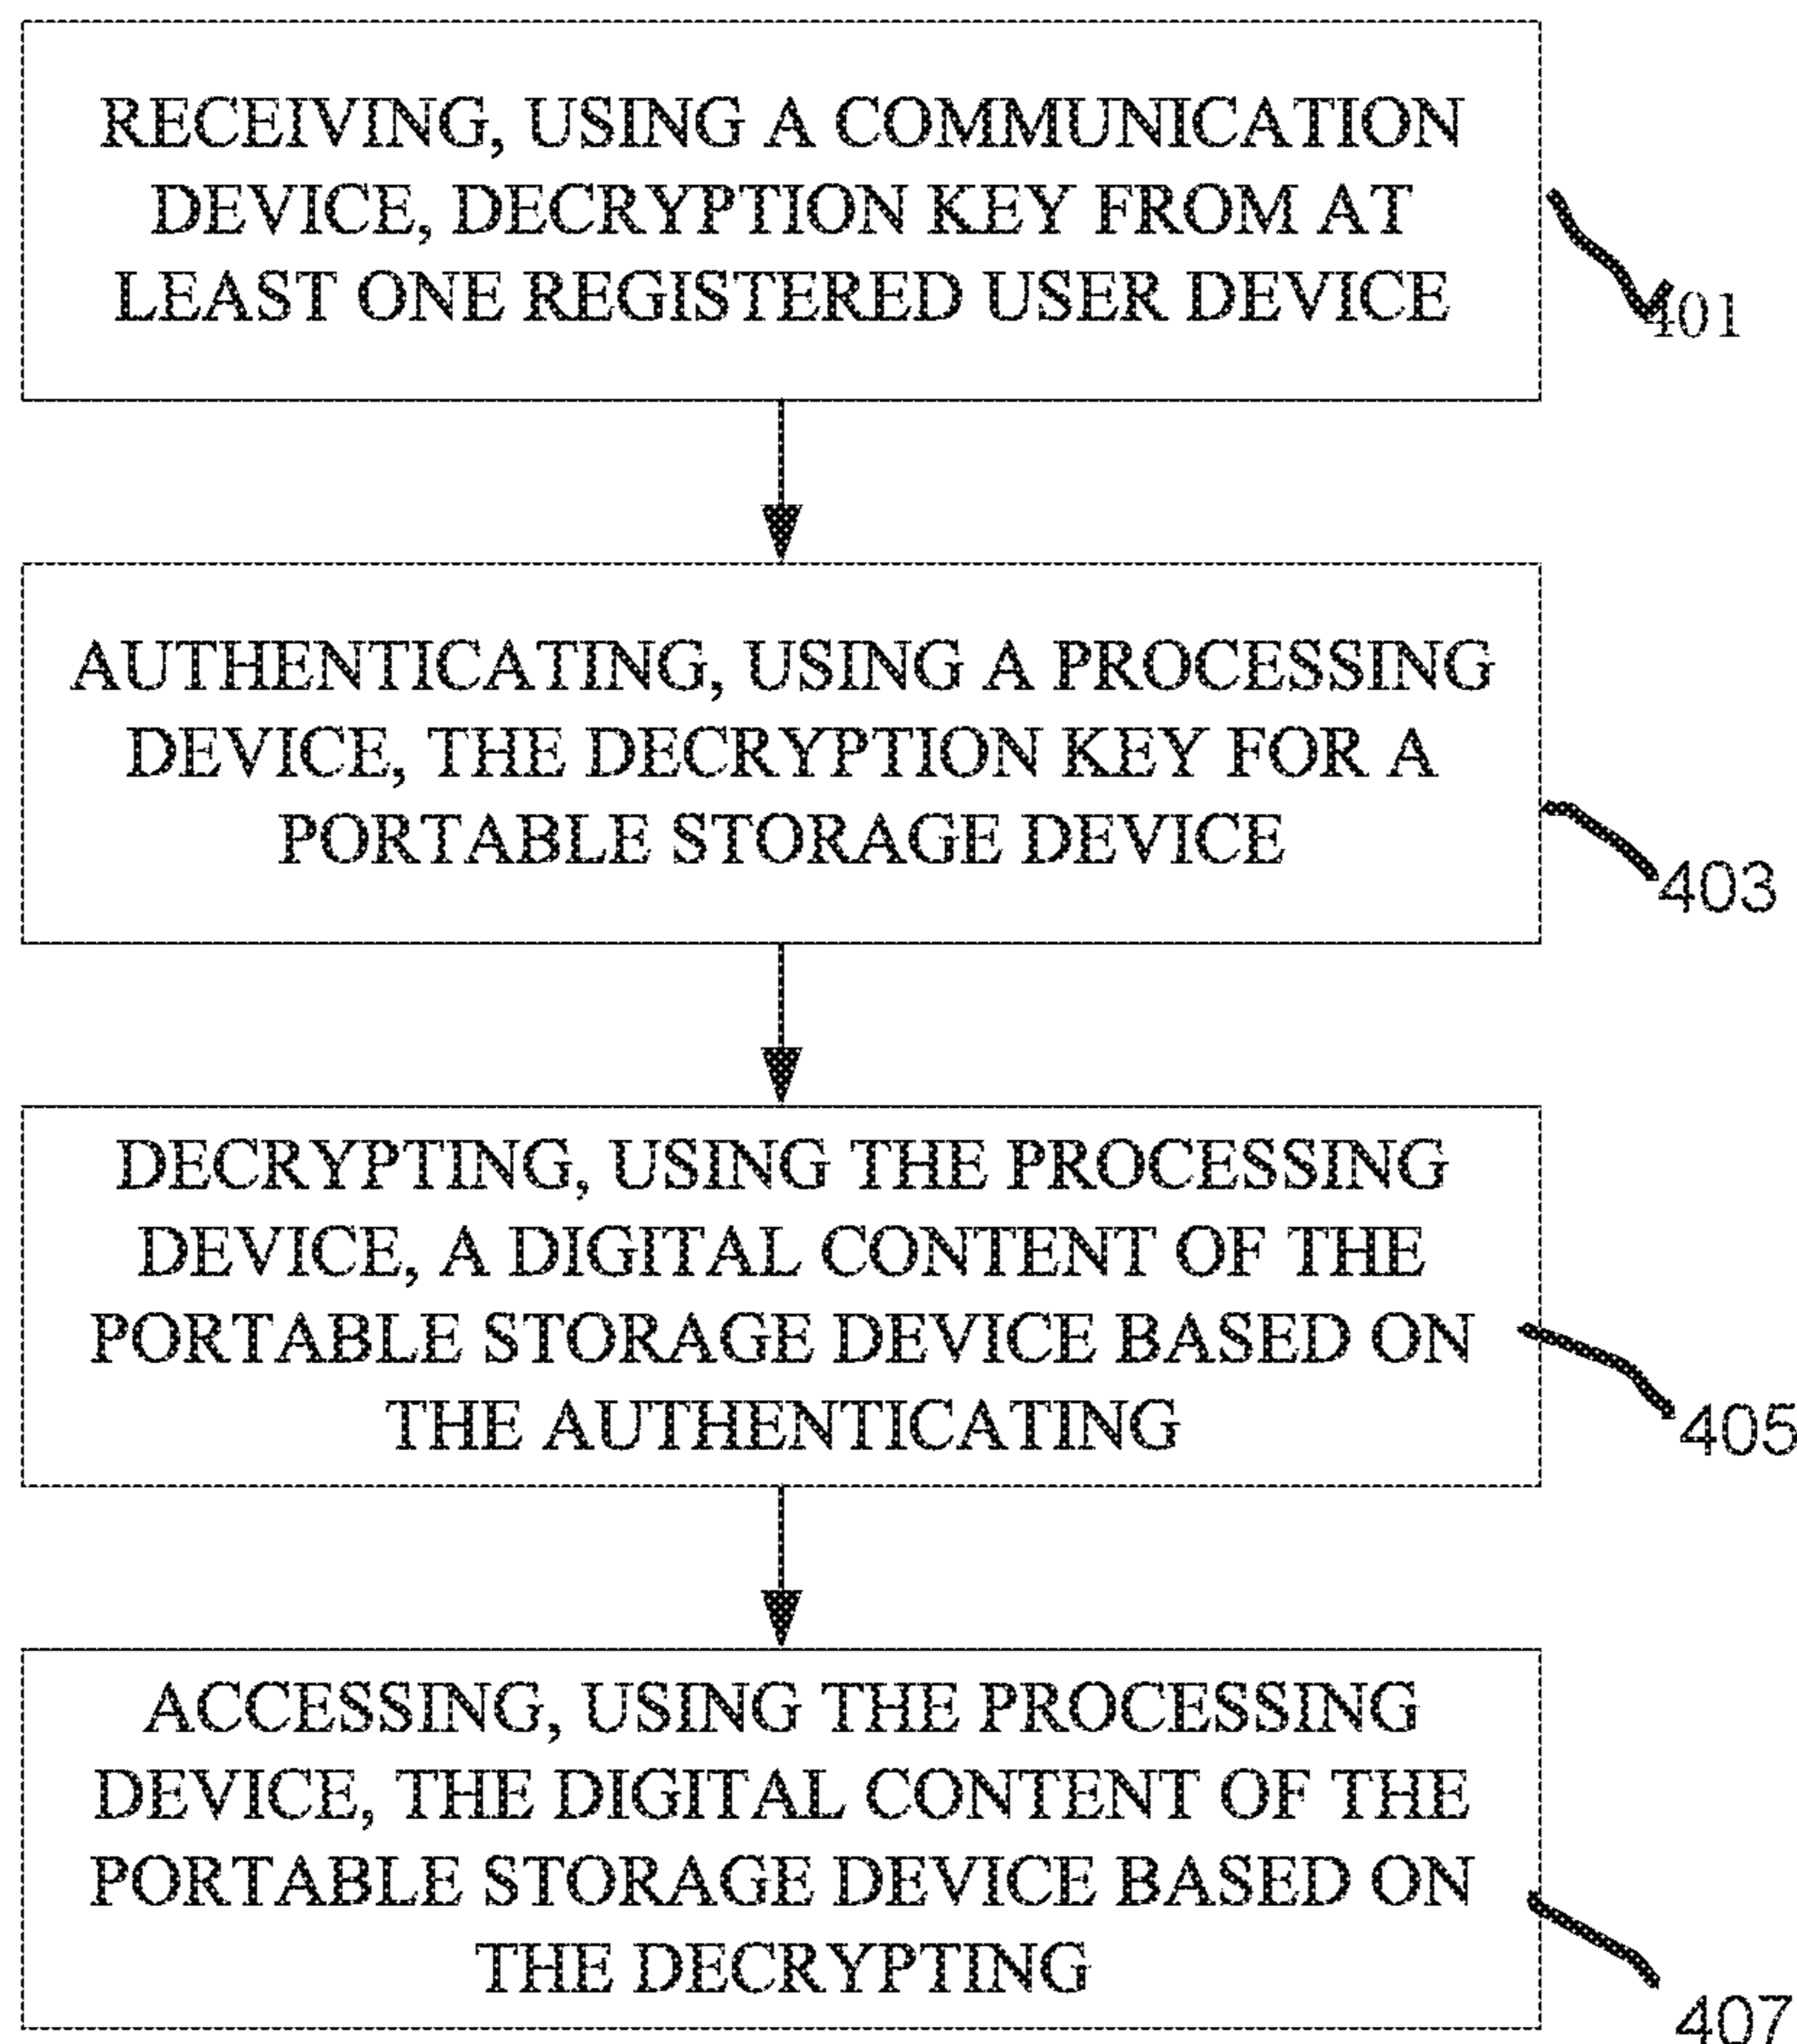 RECEIVING, USING A COMMUNICATION
DEVICE, DECRYPTION KEY FROM AT
LEAST ONE REGISTERED USER DEVICE
401
AUTHENTICATING, USING A PROCESSING
DEVICE, THE DECRYPTION KEY FOR A
PORTABLE STORAGE DEVICE
403
DECRYPTING, USING THE PROCESSING
DEVICE, A DIGITAL CONTENT OF THE
PORTABLE STORAGE DEVICE BASED ON
THE AUTHENTICATING
405
ACCESSING, USING THE PROCESSING
DEVICE, THE DIGITAL CONTENT OF THE
PORTABLE STORAGE DEVICE BASED ON
THE DECRYPTING
407